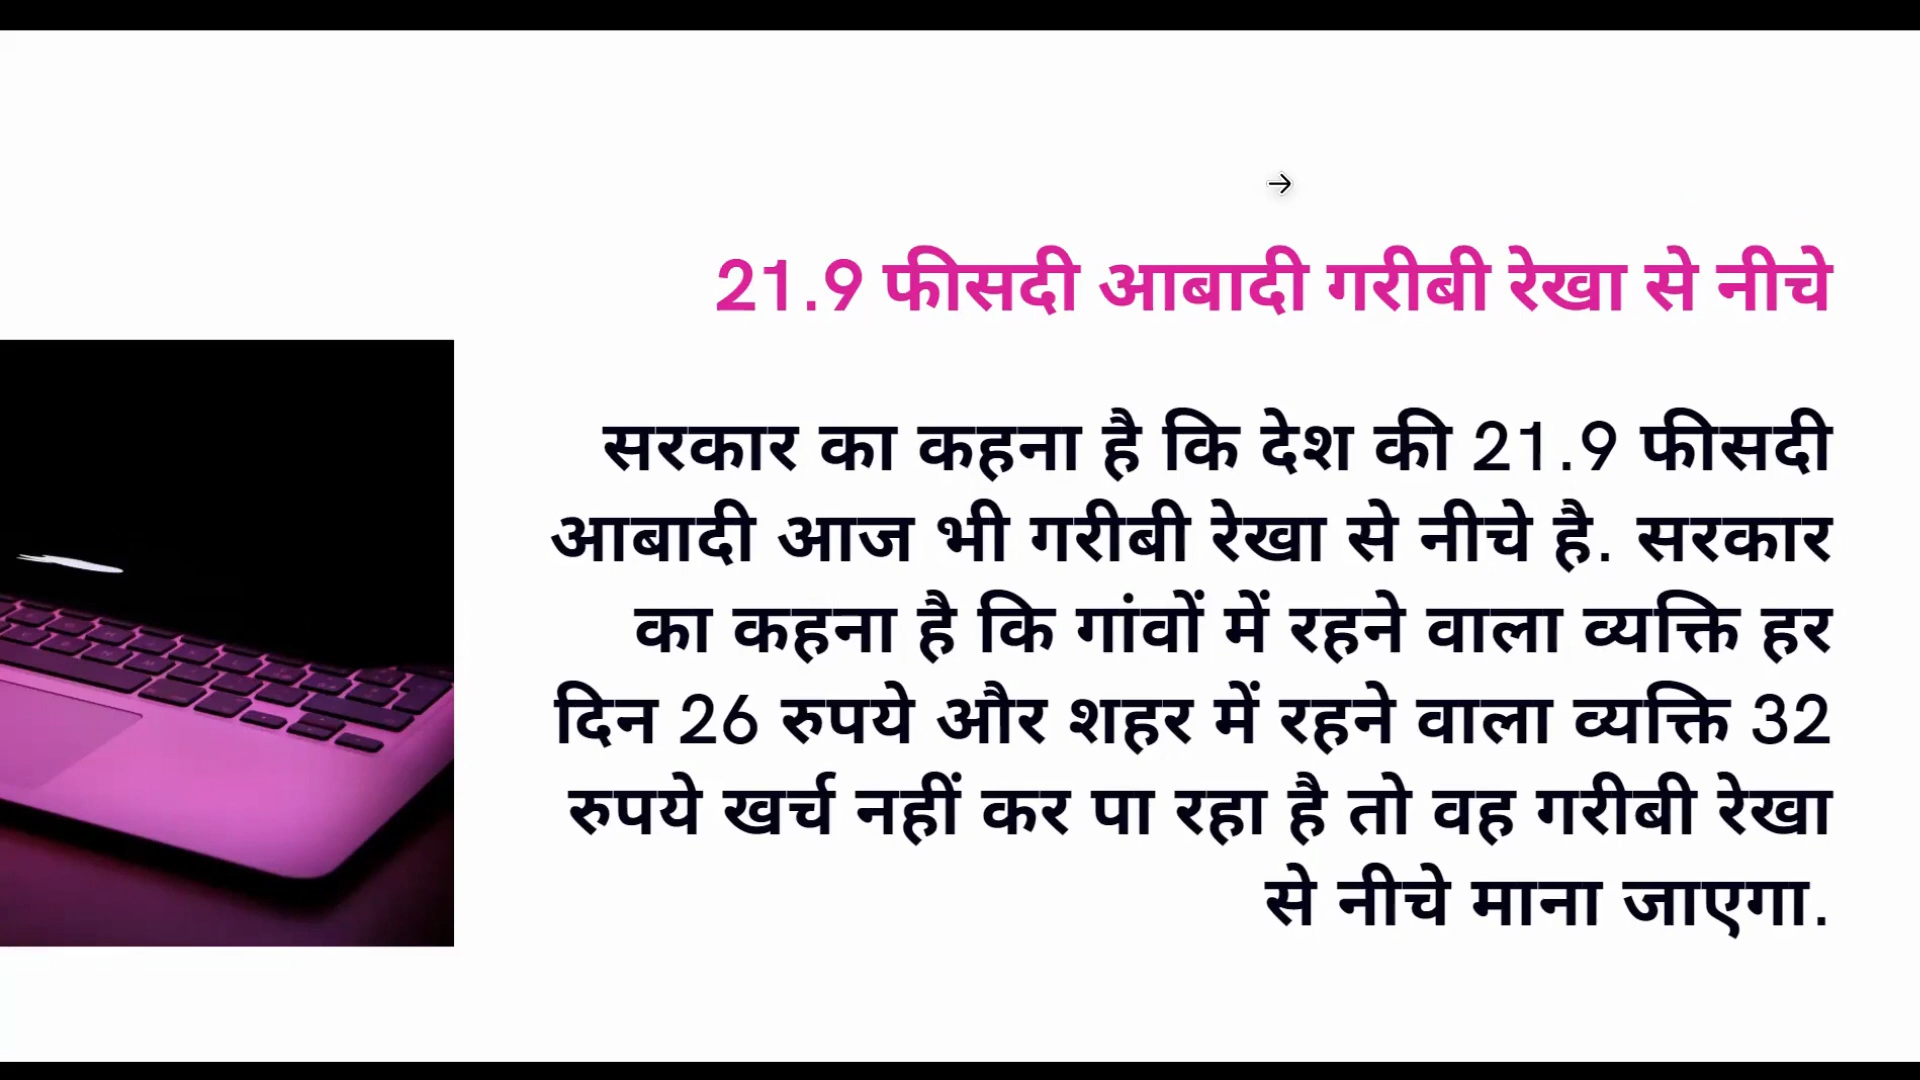 21.9 फीसदी आबादी गरीबी रेखा से नीचे
सरकार का कहना है कि देश की 21.9 फीसदी
आबादी आज भी गरीबी रेखा से नीचे है. सरकार
का कहना है कि गांवों में रहने वाला व्यक्ति हर
दिन 26 रुपये और शहर में रहने वाला व्यक्ति 32
रुपये खर्च नहीं कर पा रहा है तो वह गरीबी रेखा
से नीचे माना जाएगा.